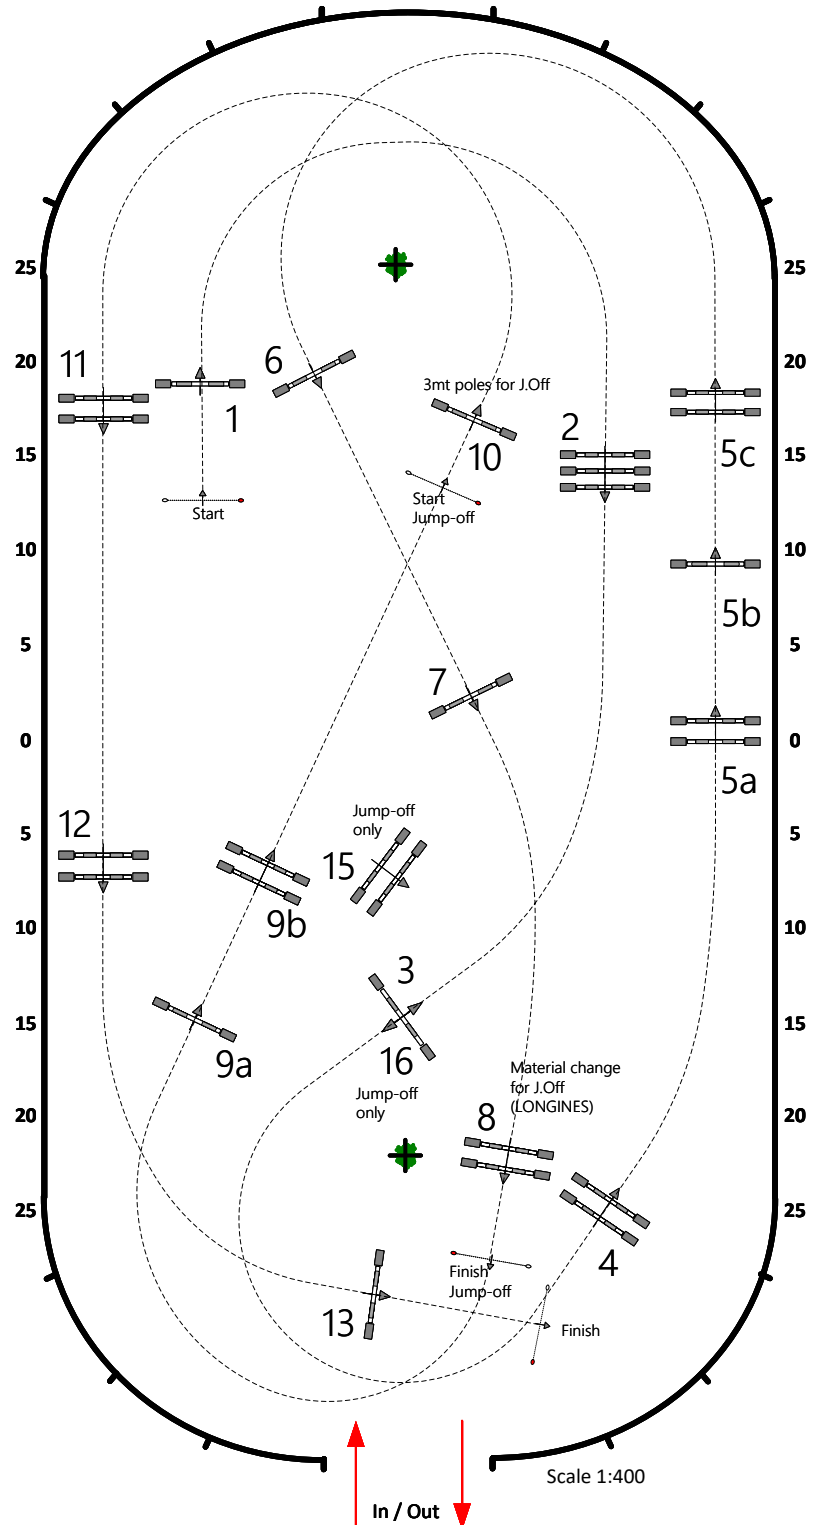 25
25
20
20
11
6
3mt poles for J.Off
1
2
10
15
15
5c
Start
Jump-off
Start
10
10
5b
5
5
7
0
0
5a
12
Jump-off
only
5
5
15
9b
10
10
3
15
15
16
9a
Material change
for J.Off
(LONGINES)
Jump-off
only
20
20
8
25
25
4
Finish
Jump-off
13
Finish
Scale 1:400
In / Out